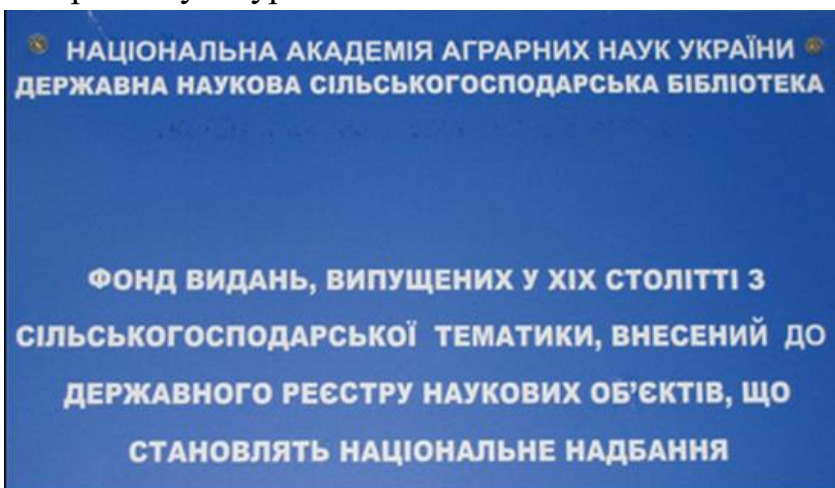 НАЦІОНАЛЬНА АКАДЕМІЯ АГРАРНИХ НАУК УКРАЇНИ
ДЕРЖАВНА НАУКОВА СІЛЬСЬКОГОСПОДАРСЬКА БІБЛІОТЕКА
ФОНД ВИДАНЬ, ВИПУЩЕНИХ У ХІХ СТОЛІТТІ З
СІЛЬСЬКОГОСПОДАРСЬКОЇ ТЕМАТИКИ, ВНЕСЕНИЙ ДО
ДЕРЖАВНОГО РЕЄСТРУ НАУКОВИХ ОБ’ЄКТІВ, ЩО
СТАНОВЛЯТЬ НАЦІОНАЛЬНЕ НАДБАННЯ